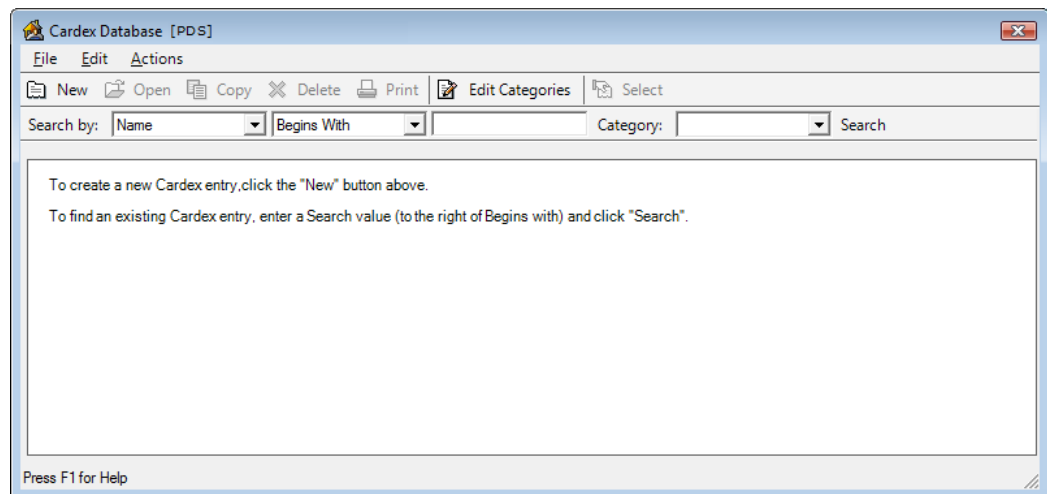 Cardex Database [PDS]
File Edit Actions
New Open Copy Delete Print Edit Categories Select
Search by: Name Begins With Category: Search
To create a new Cardex entry,click the "New" button above.
To find an existing Cardex entry, enter a Search value (to the right of Begins with) and click "Search".
Press F1 for Help